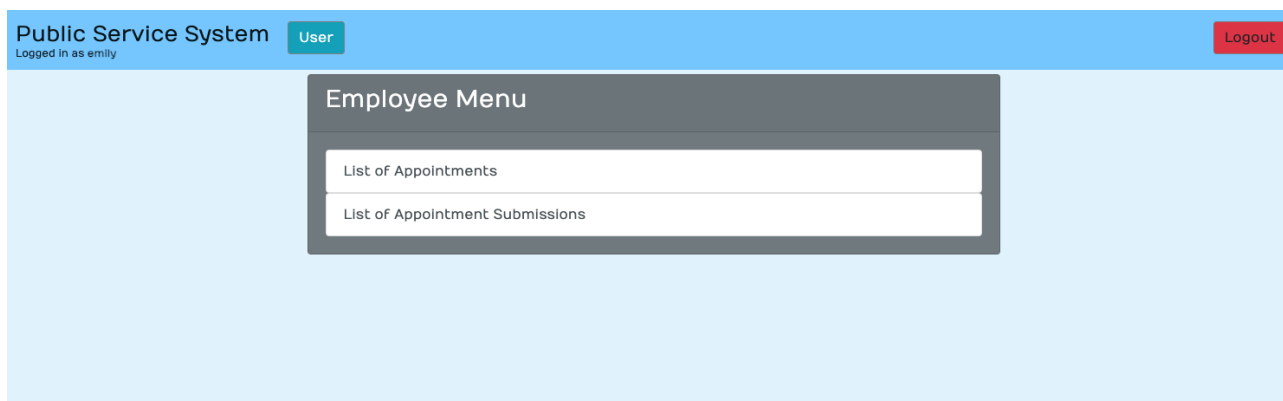 Public Service System
Logged in as emily
User
Logout
Employee Menu
List of Appointments
List of Appointment Submissions